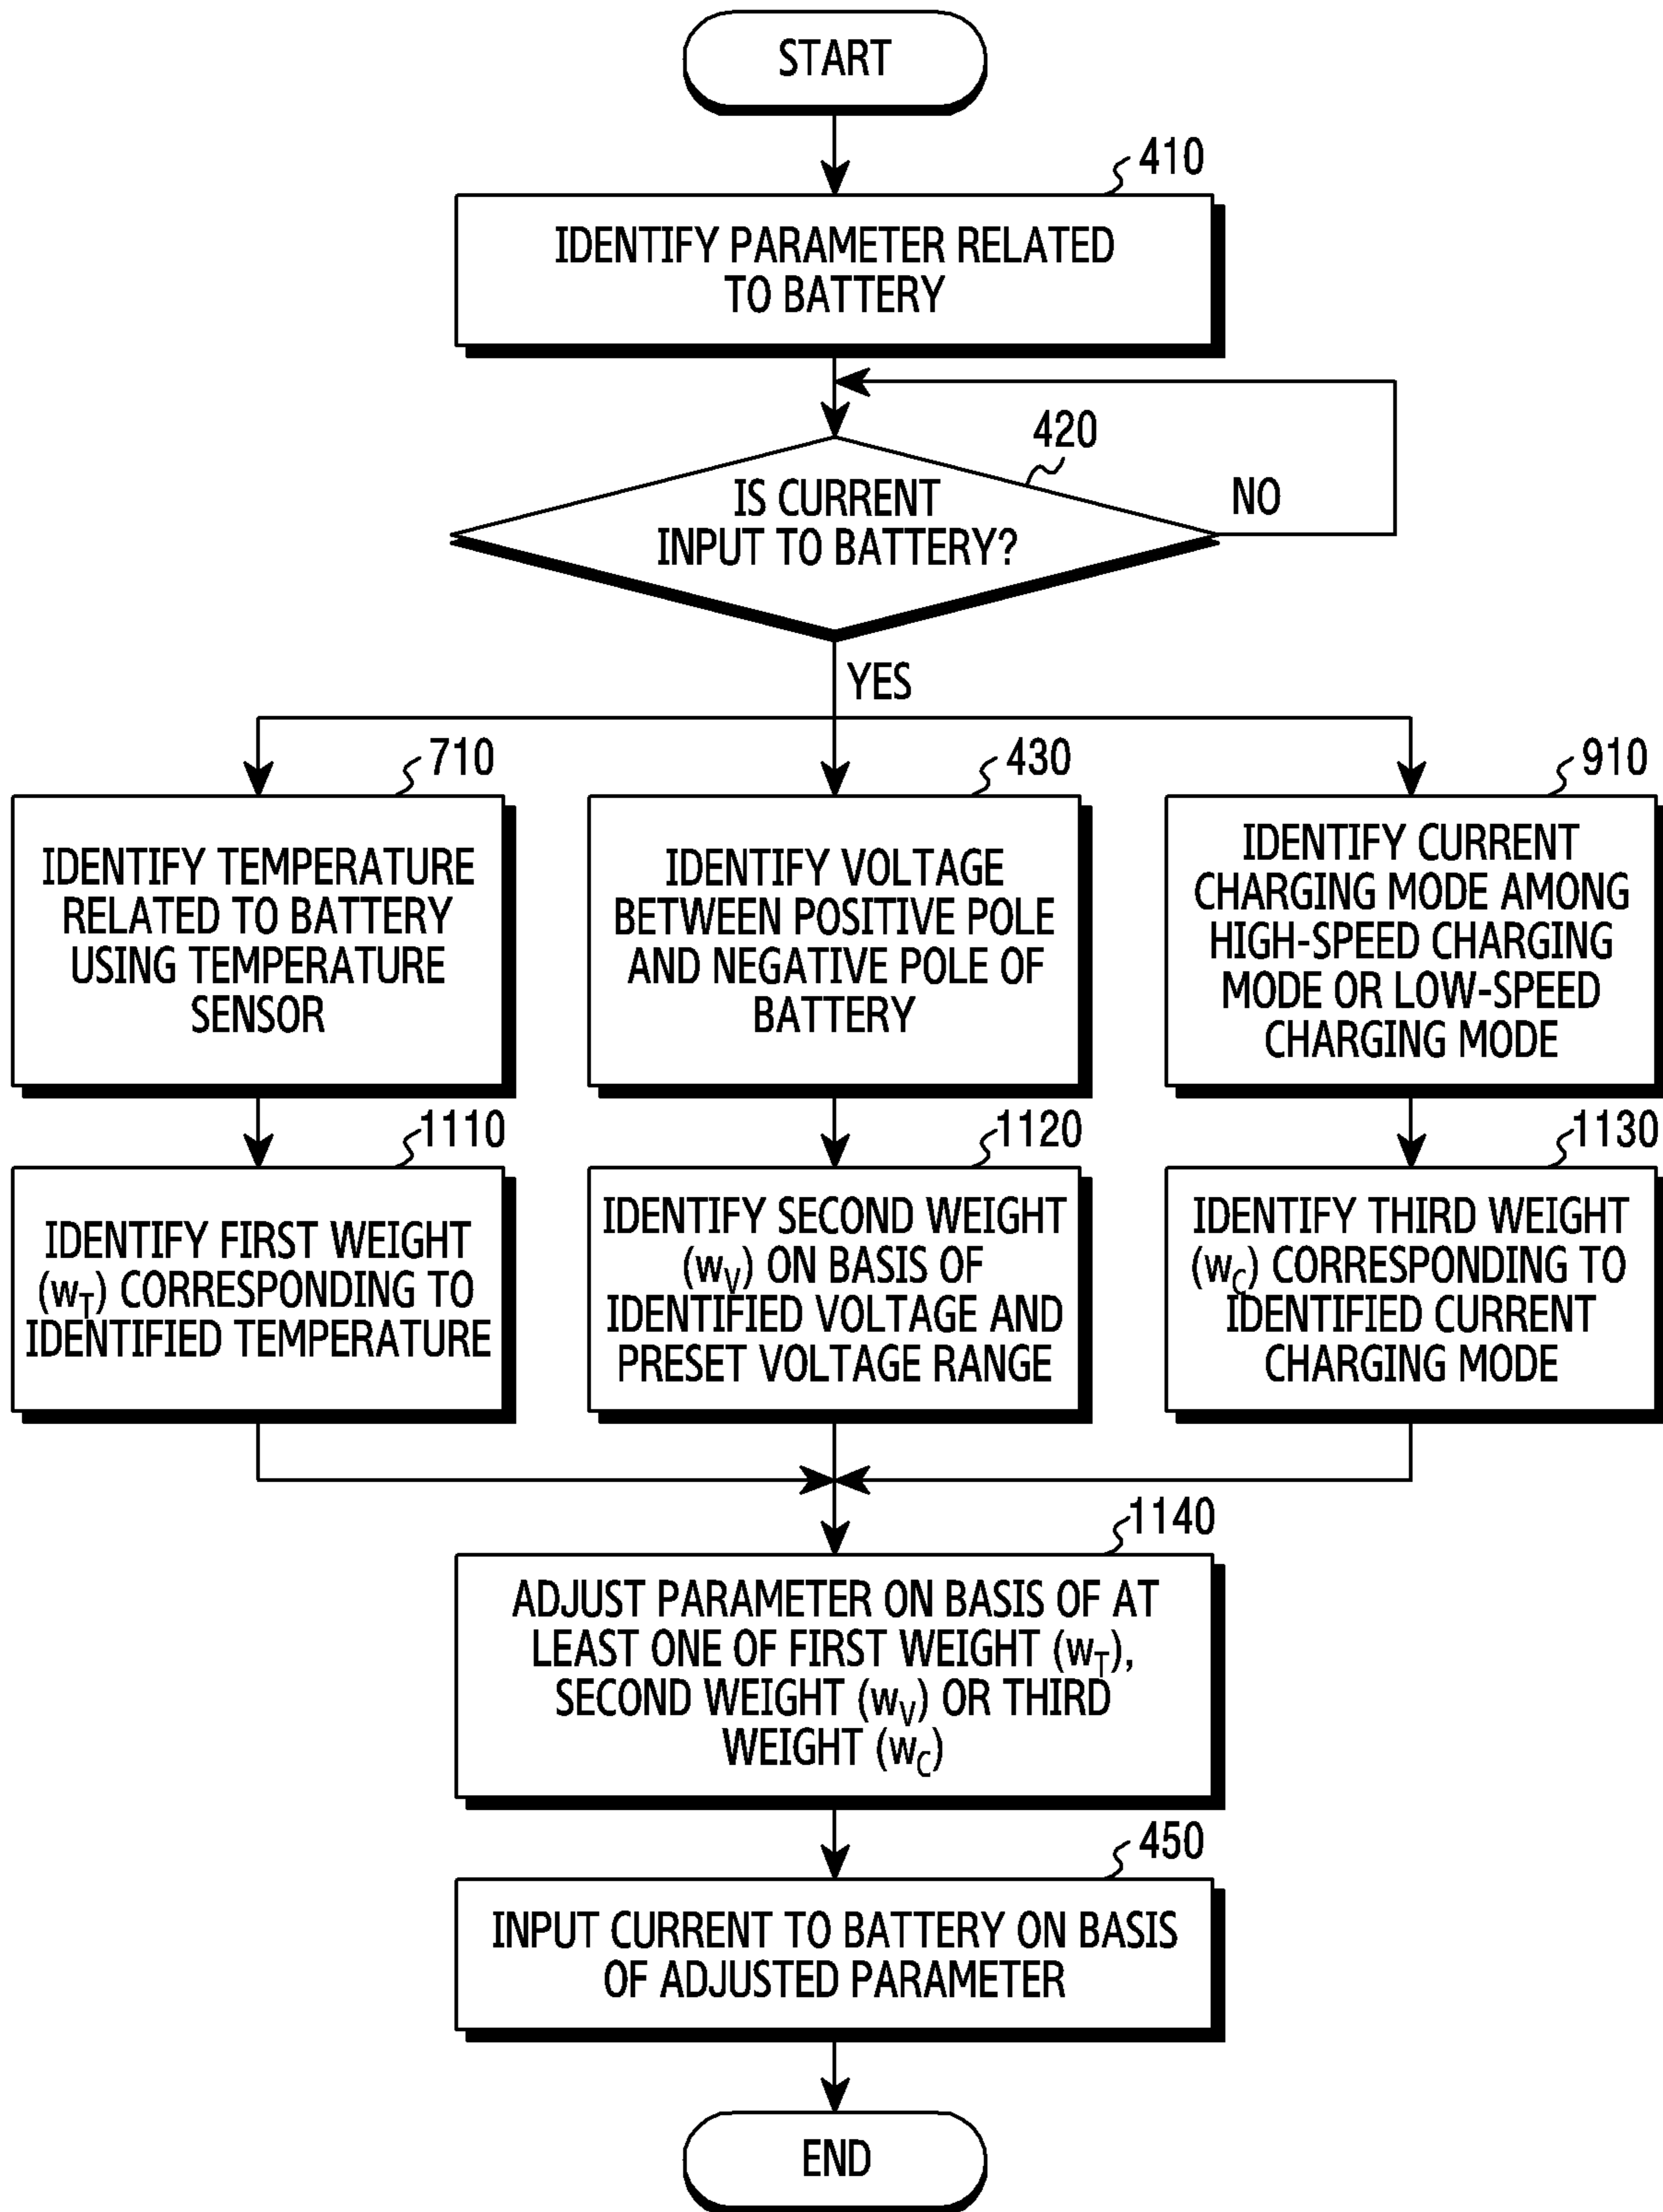 START
410
IDENTIFY PARAMETER RELATED
TO BATTERY
420
IS CURRENT
INPUT TO BATTERY?
NO
YES
710
IDENTIFY TEMPERATURE
RELATED TO BATTERY
USING TEMPERATURE
SENSOR
430
IDENTIFY VOLTAGE
BETWEEN POSITIVE POLE
AND NEGATIVE POLE OF
BATTERY
910
IDENTIFY CURRENT
CHARGING MODE AMONG
HIGH-SPEED CHARGING
MODE OR LOW-SPEED
CHARGING MODE
1110
IDENTIFY FIRST WEIGHT
(wT) CORRESPONDING TO
IDENTIFIED TEMPERATURE
1120
IDENTIFY SECOND WEIGHT
(wV) ON BASIS OF
IDENTIFIED VOLTAGE AND
PRESET VOLTAGE RANGE
1130
IDENTIFY THIRD WEIGHT
(wC) CORRESPONDING TO
IDENTIFIED CURRENT
CHARGING MODE
1140
ADJUST PARAMETER ON BASIS OF AT
LEAST ONE OF FIRST WEIGHT (wT),
SECOND WEIGHT (wV) OR THIRD
WEIGHT (wC)
450
INPUT CURRENT TO BATTERY ON BASIS
OF ADJUSTED PARAMETER
END